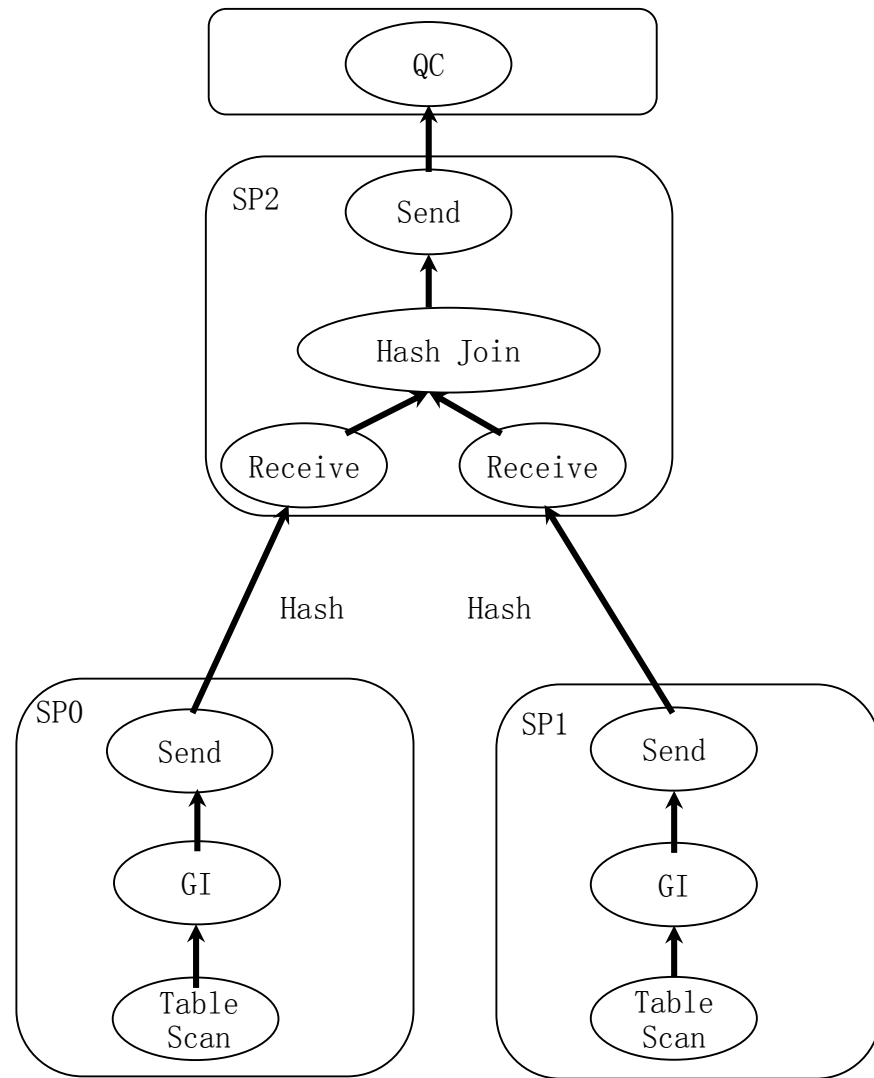 QC
SP2
Send
Hash Join
Receive
Receive
Hash
Hash
SP0
Send
SP1
Send
GI
GI
Table
Scan
Table
Scan